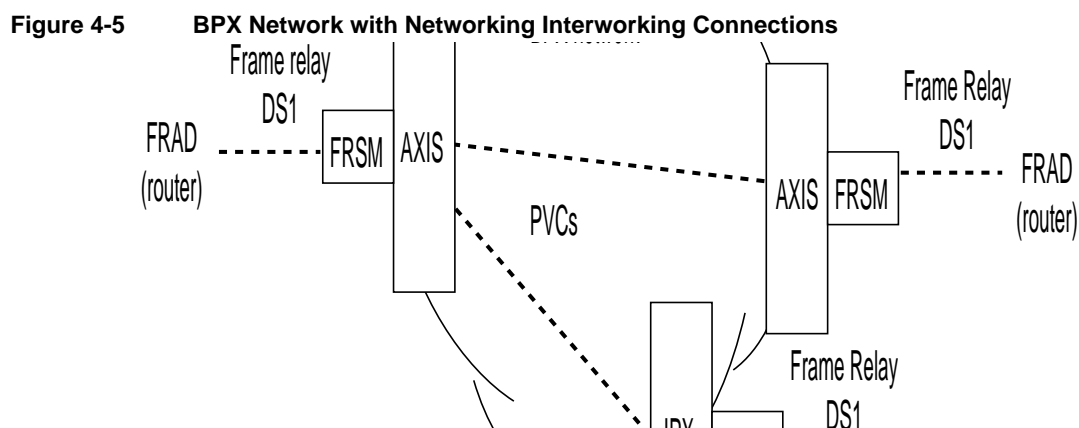 Figure 4-5 BPX Network with Networking Interworking Connections
Frame relay
DS1
FRAD
(router)
FRSM
AXIS
PVCs
AXIS
FRSM
Frame Relay
DS1
FRAD
(router)
Frame Relay
DS1